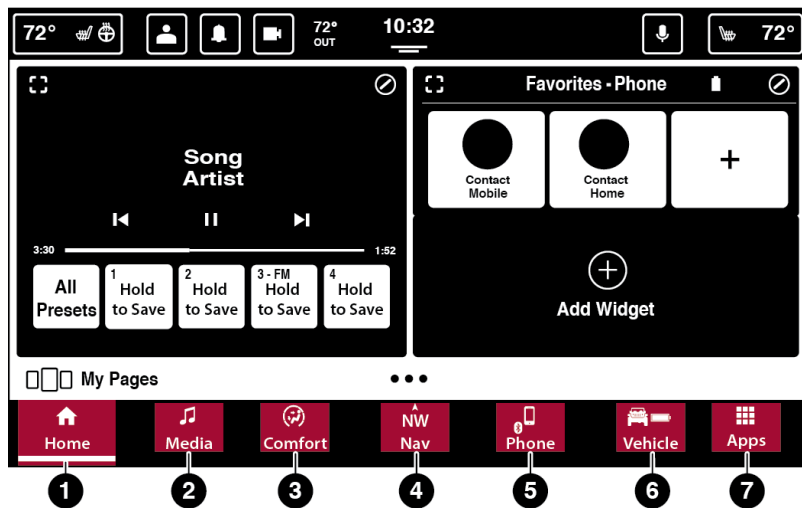 72°
72°
OUT
10:32
72°
Song
Artist
3:30
1:52
All
Presets
1
Hold
to Save
2
Hold
to Save
3 - FM
Hold
to Save
4
Hold
to Save
Favorites - Phone
Contact
Mobile
Contact
Home
+
Add Widget
My Pages
Home
Media
Comfort
NW
Nav
Phone
Vehicle
Apps
1
2
3
4
5
6
7